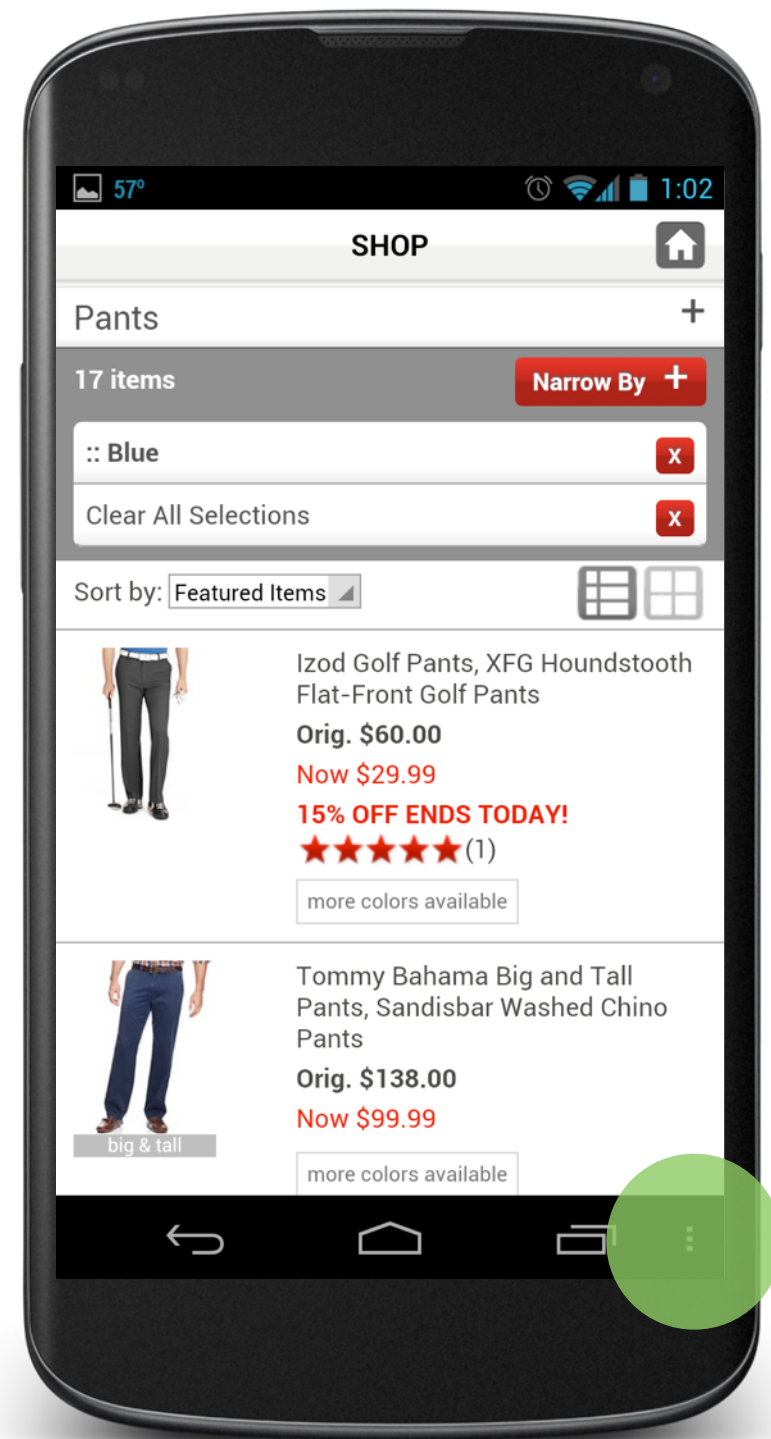 57º
1:02
SHOP
Pants
+
17 items
Narrow By +
:: Blue
x
Clear All Selections
x
Sort by: Featured Items
Izod Golf Pants, XFG Houndstooth
Flat-Front Golf Pants
Orig. $60.00
Now $29.99
15% OFF ENDS TODAY!
(1)
more colors available
Tommy Bahama Big and Tall
Pants, Sandisbar Washed Chino
Pants
Orig. $138.00
Now $99.99
big & tall
more colors available